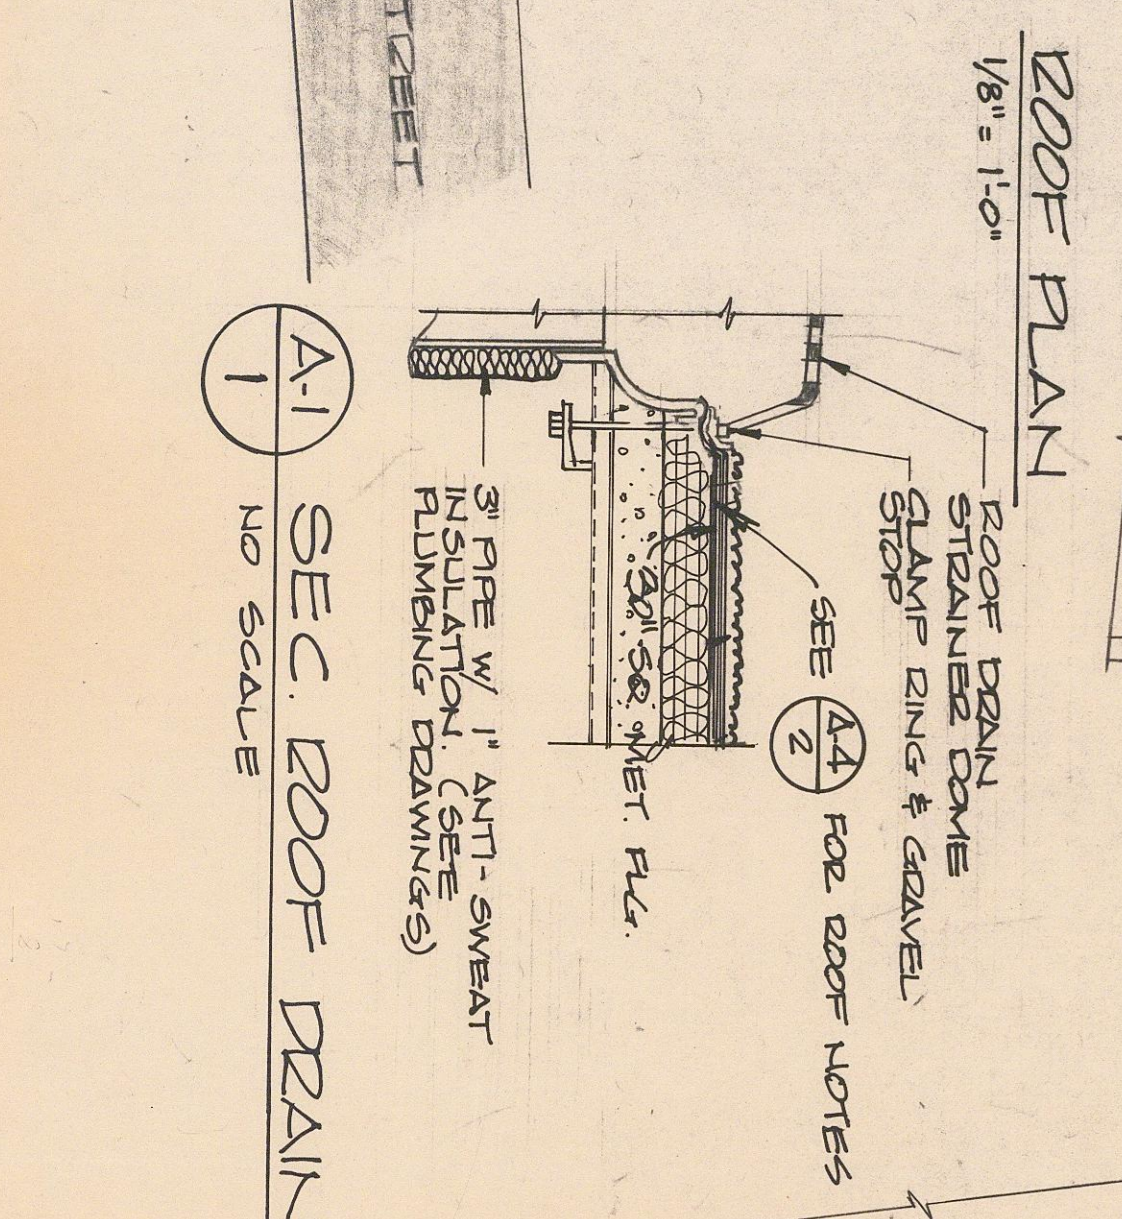 ROOF PLAN
1/8" = 1'-0"
ROOF DRAIN
STRAINER DOME
CLAMP RING & GRAVEL
STOP
SEE A-4 2 FOR ROOF NOTES
30" SQ. MET. FLG.
3" PIPE W/ 1" ANTI-SWEAT
INSULATION. (SEE
PLUMBING DRAWINGS)
A-1
1
SEC. ROOF DRAIN
NO SCALE